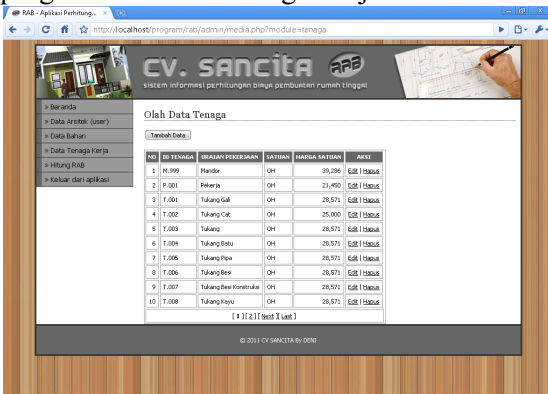 RAB - Aplikasi Perhitung...
http://localhost/program/rab/admin/media.php?module=tenaga
CV. SANCITA
sistem informasi perhitungan biaya pembuatan rumah tinggal
» Beranda
» Data Arsitek (user)
» Data Bahan
» Data Tenaga Kerja
» Hitung RAB
» Keluar dari aplikasi
Olah Data Tenaga
Tambah Data
NO ID TENAGA URAIAN PEKERJAAN SATUAN HARGA SATUAN AKSI
1 M.999 Mandor OH 39,286 Edit | Hapus
2 P.001 Pekerja OH 21,450 Edit | Hapus
3 T.001 Tukang Gali OH 28,571 Edit | Hapus
4 T.002 Tukang Cat OH 25,000 Edit | Hapus
5 T.003 Tukang OH 28,571 Edit | Hapus
6 T.004 Tukang Batu OH 28,571 Edit | Hapus
7 T.005 Tukang Pipa OH 28,571 Edit | Hapus
8 T.006 Tukang Besi OH 28,571 Edit | Hapus
9 T.007 Tukang Besi Konstruksi OH 28,571 Edit | Hapus
10 T.008 Tukang Kayu OH 28,571 Edit | Hapus
[ 1 ][ 2 ][ Next ][ Last ]
© 2011 CV SANCITA By DENI